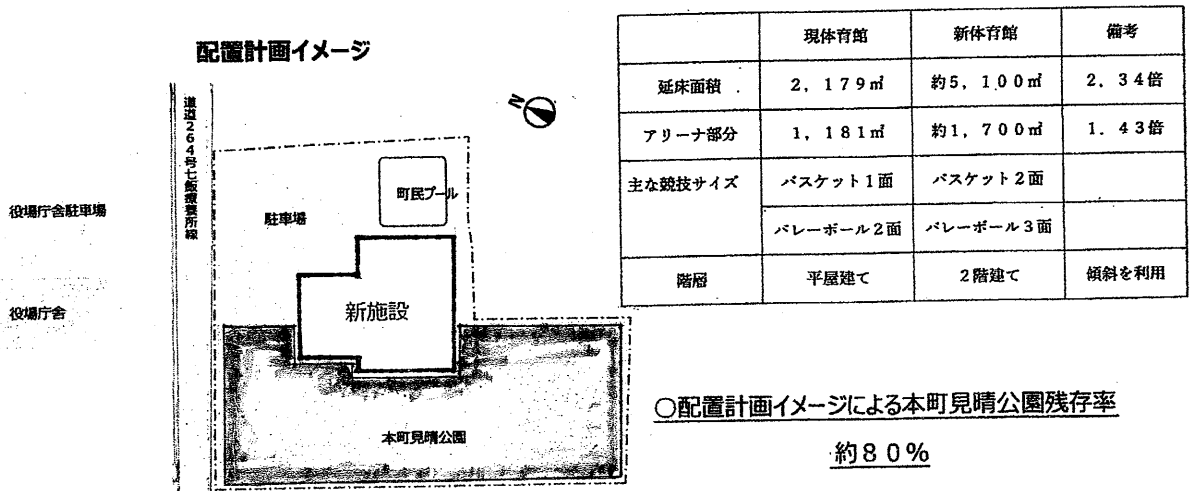 配置計画イメージ
N
道道264号七飯療養所線
役場庁舎駐車場
駐車場
町民プール
役場庁舎
新施設
本町見晴公園
現体育館 新体育館 備考
延床面積 2,179㎡ 約5,100㎡ 2.34倍
アリーナ部分 1,181㎡ 約1,700㎡ 1.43倍
主な競技サイズ バスケット1面 バスケット2面
バレーボール2面 バレーボール3面
階層 平屋建て 2階建て 傾斜を利用
○配置計画イメージによる本町見晴公園残存率
約80%